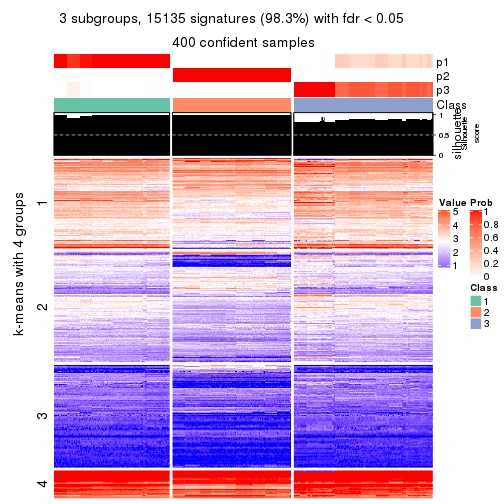 3 subgroups, 15135 signatures (98.3%) with fdr < 0.05
400 confident samples
p1
p2
p3
Class
1
0.5
0
silhouette
Silhouette
score
k-means with 4 groups
1
2
3
4
Value
5
4
3
2
1
Prob
1
0.8
0.6
0.4
0.2
0
Class
1
2
3